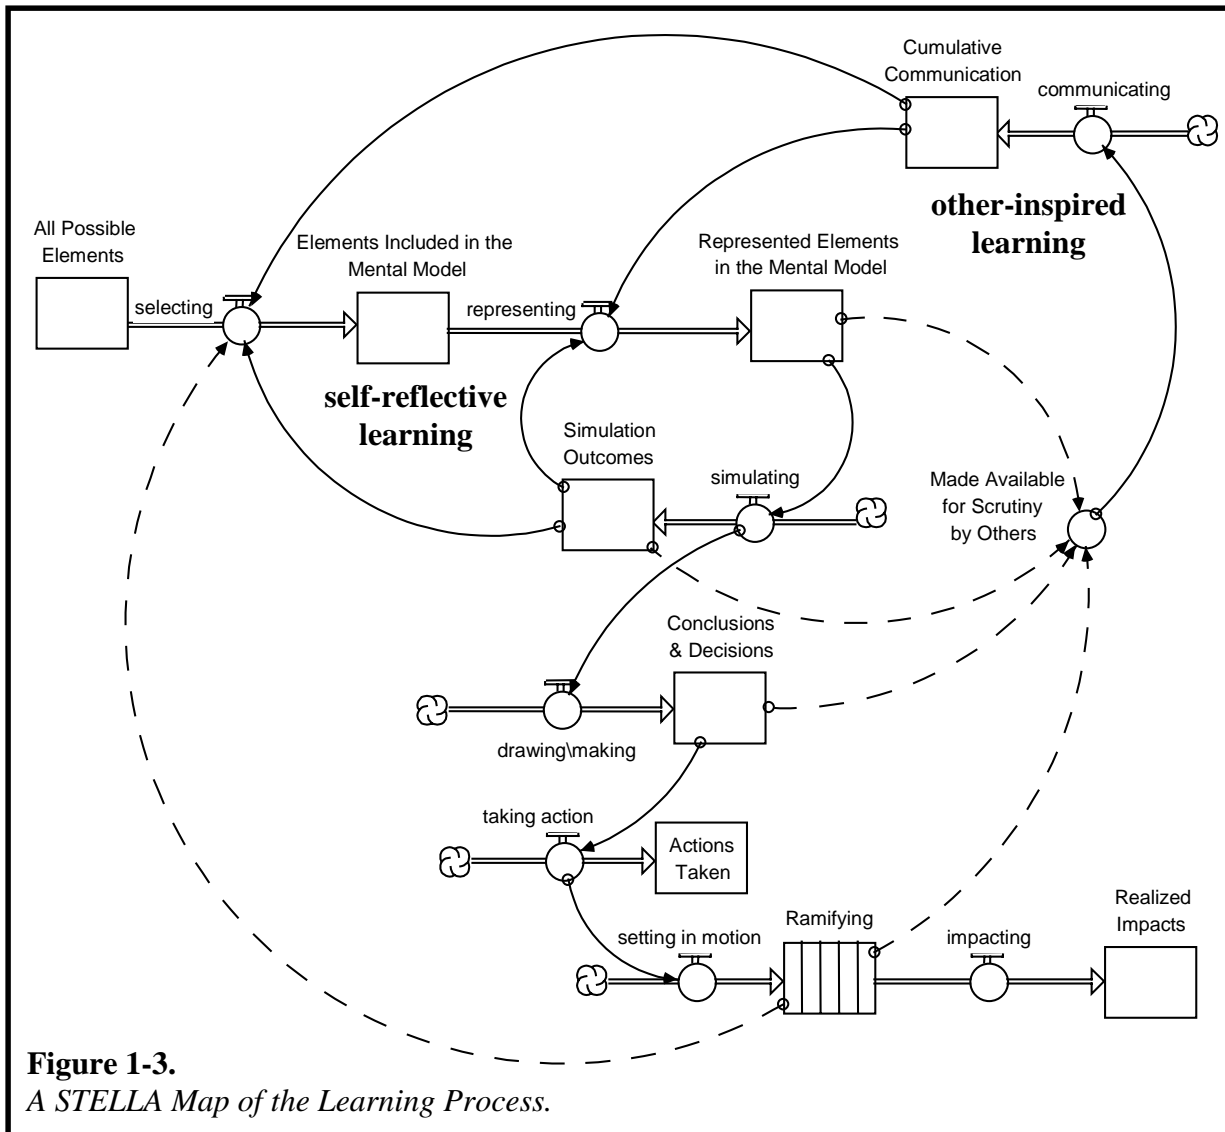 Cumulative
Communication
communicating
other-inspired
learning
All Possible
Elements
selecting
Elements Included in the
Mental Model
representing
Represented Elements
in the Mental Model
self-reflective
learning
Simulation
Outcomes
simulating
Made Available
for Scrutiny
by Others
Conclusions
& Decisions
drawing\making
taking action
Actions
Taken
setting in motion
Ramifying
impacting
Realized
Impacts
Figure 1-3.
A STELLA Map of the Learning Process.